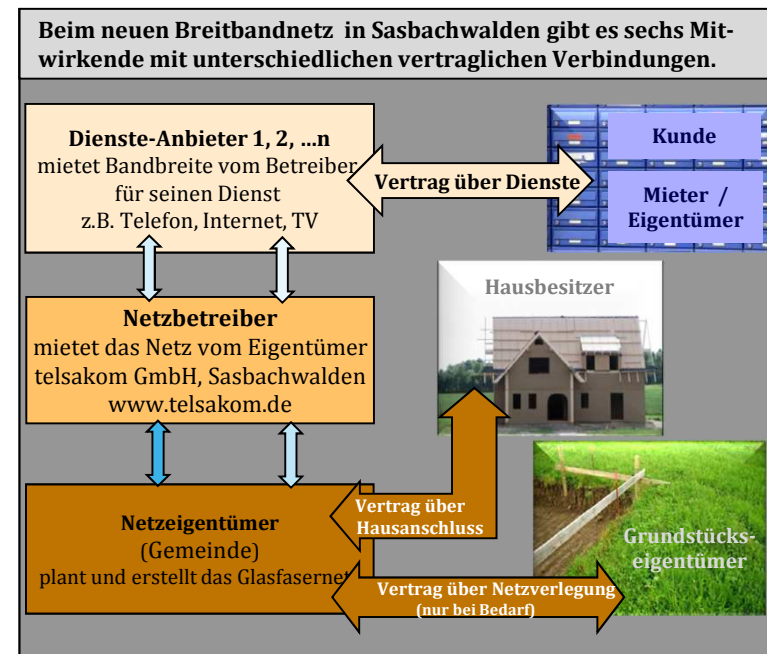 Beim neuen Breitbandnetz in Sasbachwalden gibt es sechs Mit-
wirkende mit unterschiedlichen vertraglichen Verbindungen.
Dienste-Anbieter 1, 2, ...n
mietet Bandbreite vom Betreiber
für seinen Dienst
z.B. Telefon, Internet, TV
Vertrag über Dienste
Kunde
Mieter /
Eigentümer
Hausbesitzer
Netzbetreiber
mietet das Netz vom Eigentümer
telsakom GmbH, Sasbachwalden
www.telsakom.de
Vertrag über
Hausanschluss
Netzeigentümer
(Gemeinde)
plant und erstellt das Glasfasernet
Grundstücks-
eigentümer
Vertrag über Netzverlegung
(nur bei Bedarf)